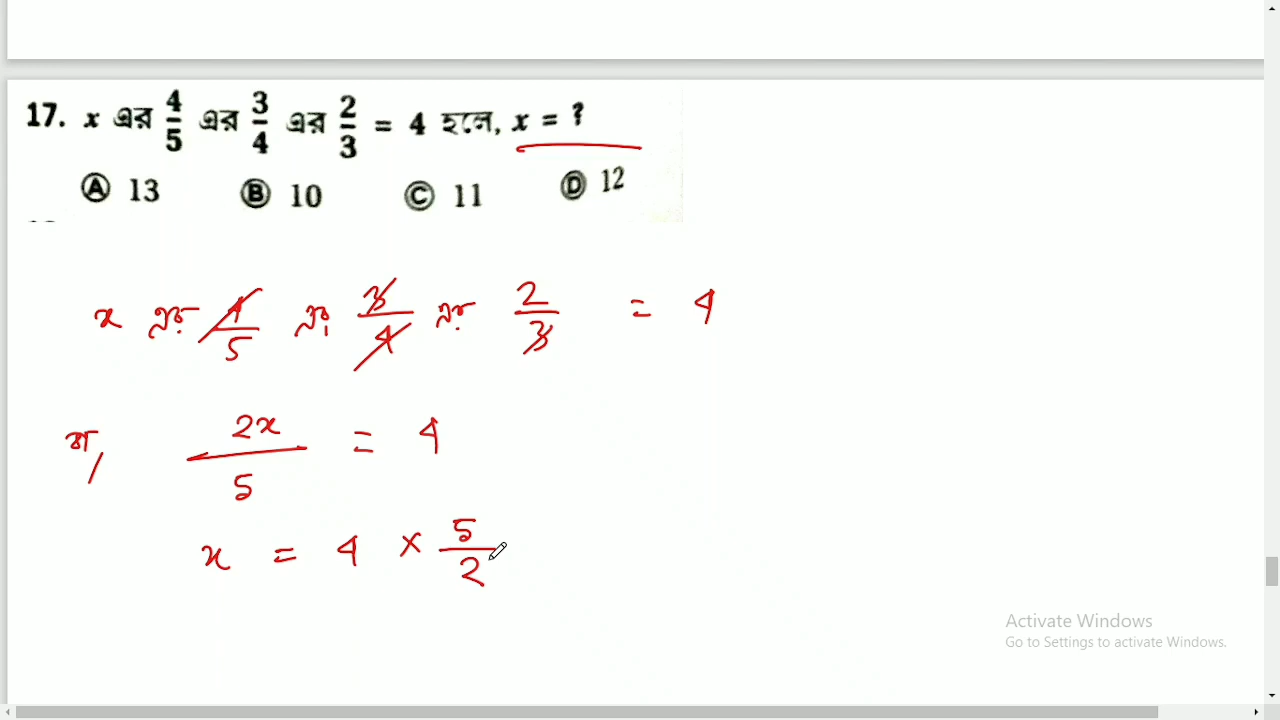 17. x এর 4/5 এর 3/4 এর 2/3 = 4 হলে, x = ?
Ⓐ 13 Ⓑ 10 Ⓒ 11 Ⓓ 12
x এর 4/5 এর 3/4 এর 2/3 = 4
বা, 2x/5 = 4
x = 4 × 5/2
Activate Windows
Go to Settings to activate Windows.